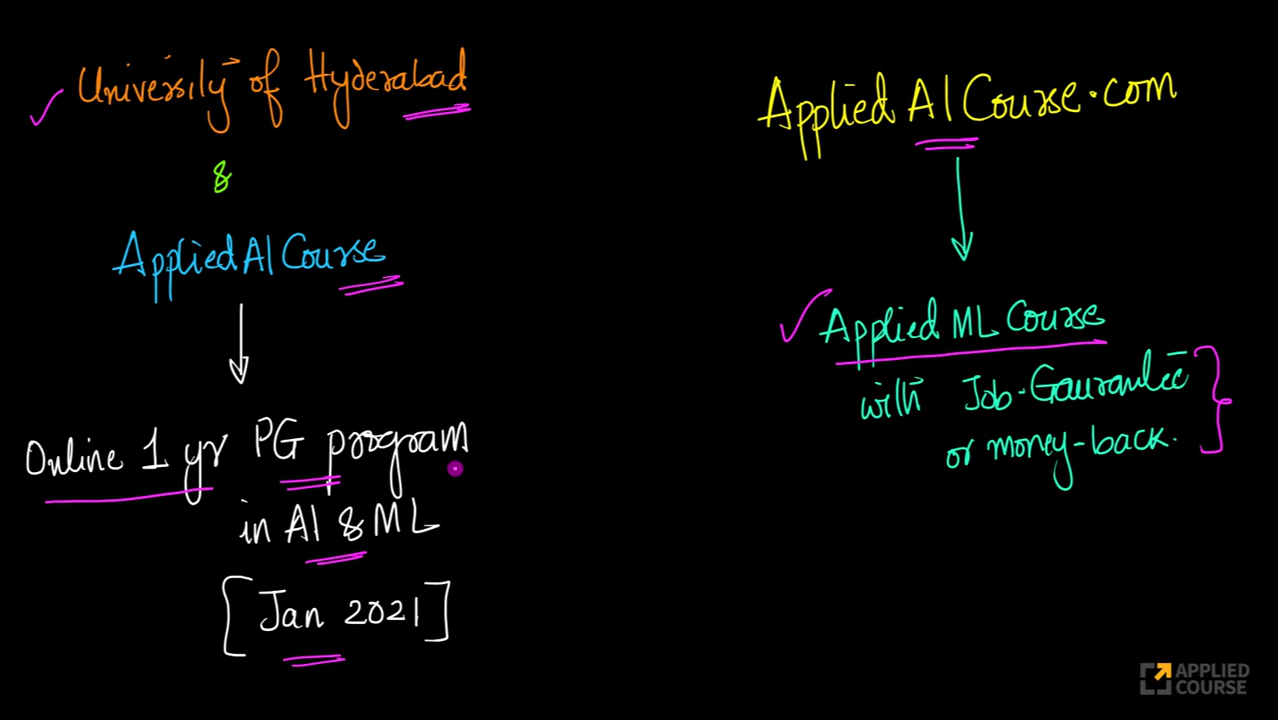 University of Hyderabad
&
Applied AI Course
Online 1 yr PG program
in AI & ML
[Jan 2021]
Applied AI Course.com
Applied ML Course
with Job-Gaurantee
or money-back.
APPLIED
COURSE